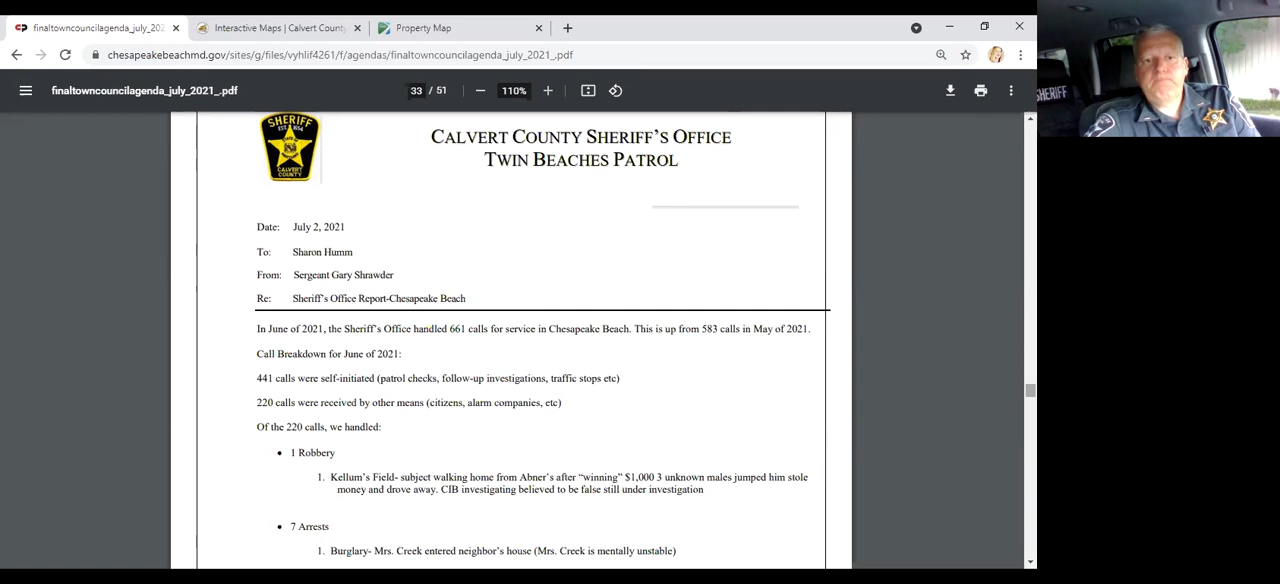 finaltowncouncilagenda_july_202
Interactive Maps | Calvert County
Property Map
chesapeakebeachmd.gov/sites/g/files/vyhlif4261/f/agendas/finaltowncouncilagenda_july_2021_.pdf
finaltowncouncilagenda_july_2021_.pdf
33 / 51
110%
SHERIFF
EST. 1654
CALVERT
COUNTY
CALVERT COUNTY SHERIFF'S OFFICE
TWIN BEACHES PATROL
Date: July 2, 2021
To: Sharon Humm
From: Sergeant Gary Shrawder
Re: Sheriff's Office Report-Chesapeake Beach
In June of 2021, the Sheriff's Office handled 661 calls for service in Chesapeake Beach. This is up from 583 calls in May of 2021.
Call Breakdown for June of 2021:
441 calls were self-initiated (patrol checks, follow-up investigations, traffic stops etc)
220 calls were received by other means (citizens, alarm companies, etc)
Of the 220 calls, we handled:
• 1 Robbery
1. Kellum's Field- subject walking home from Abner's after “winning” $1,000 3 unknown males jumped him stole
money and drove away. CIB investigating believed to be false still under investigation
• 7 Arrests
1. Burglary- Mrs. Creek entered neighbor's house (Mrs. Creek is mentally unstable)
SHERIFF